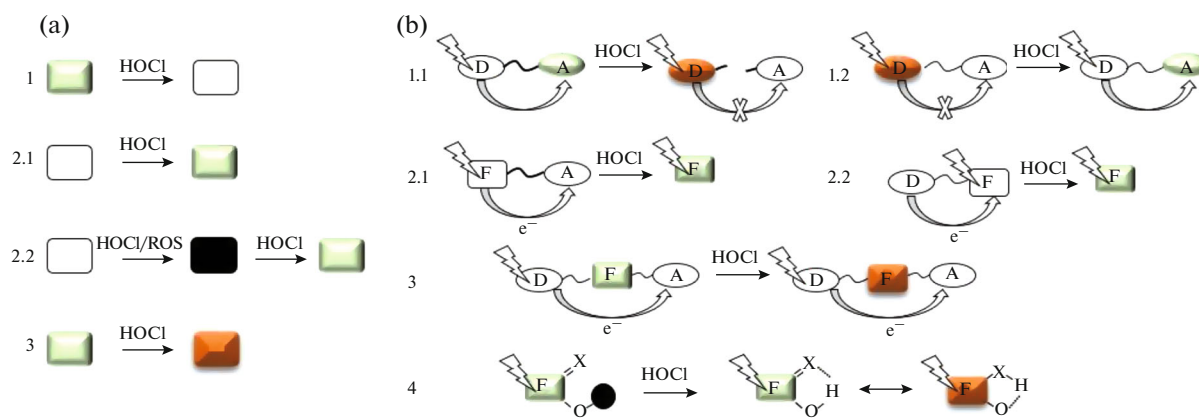 (a)
1 HOCl
2.1 HOCl
2.2 HOCl/ROS HOCl
3 HOCl
(b)
1.1 D A HOCl D A
1.2 D A HOCl D A
2.1 F A HOCl F
e−
2.2 D F HOCl F
e−
3 D F A HOCl D F A
e− e−
4 F X O HOCl F X H O F X H O